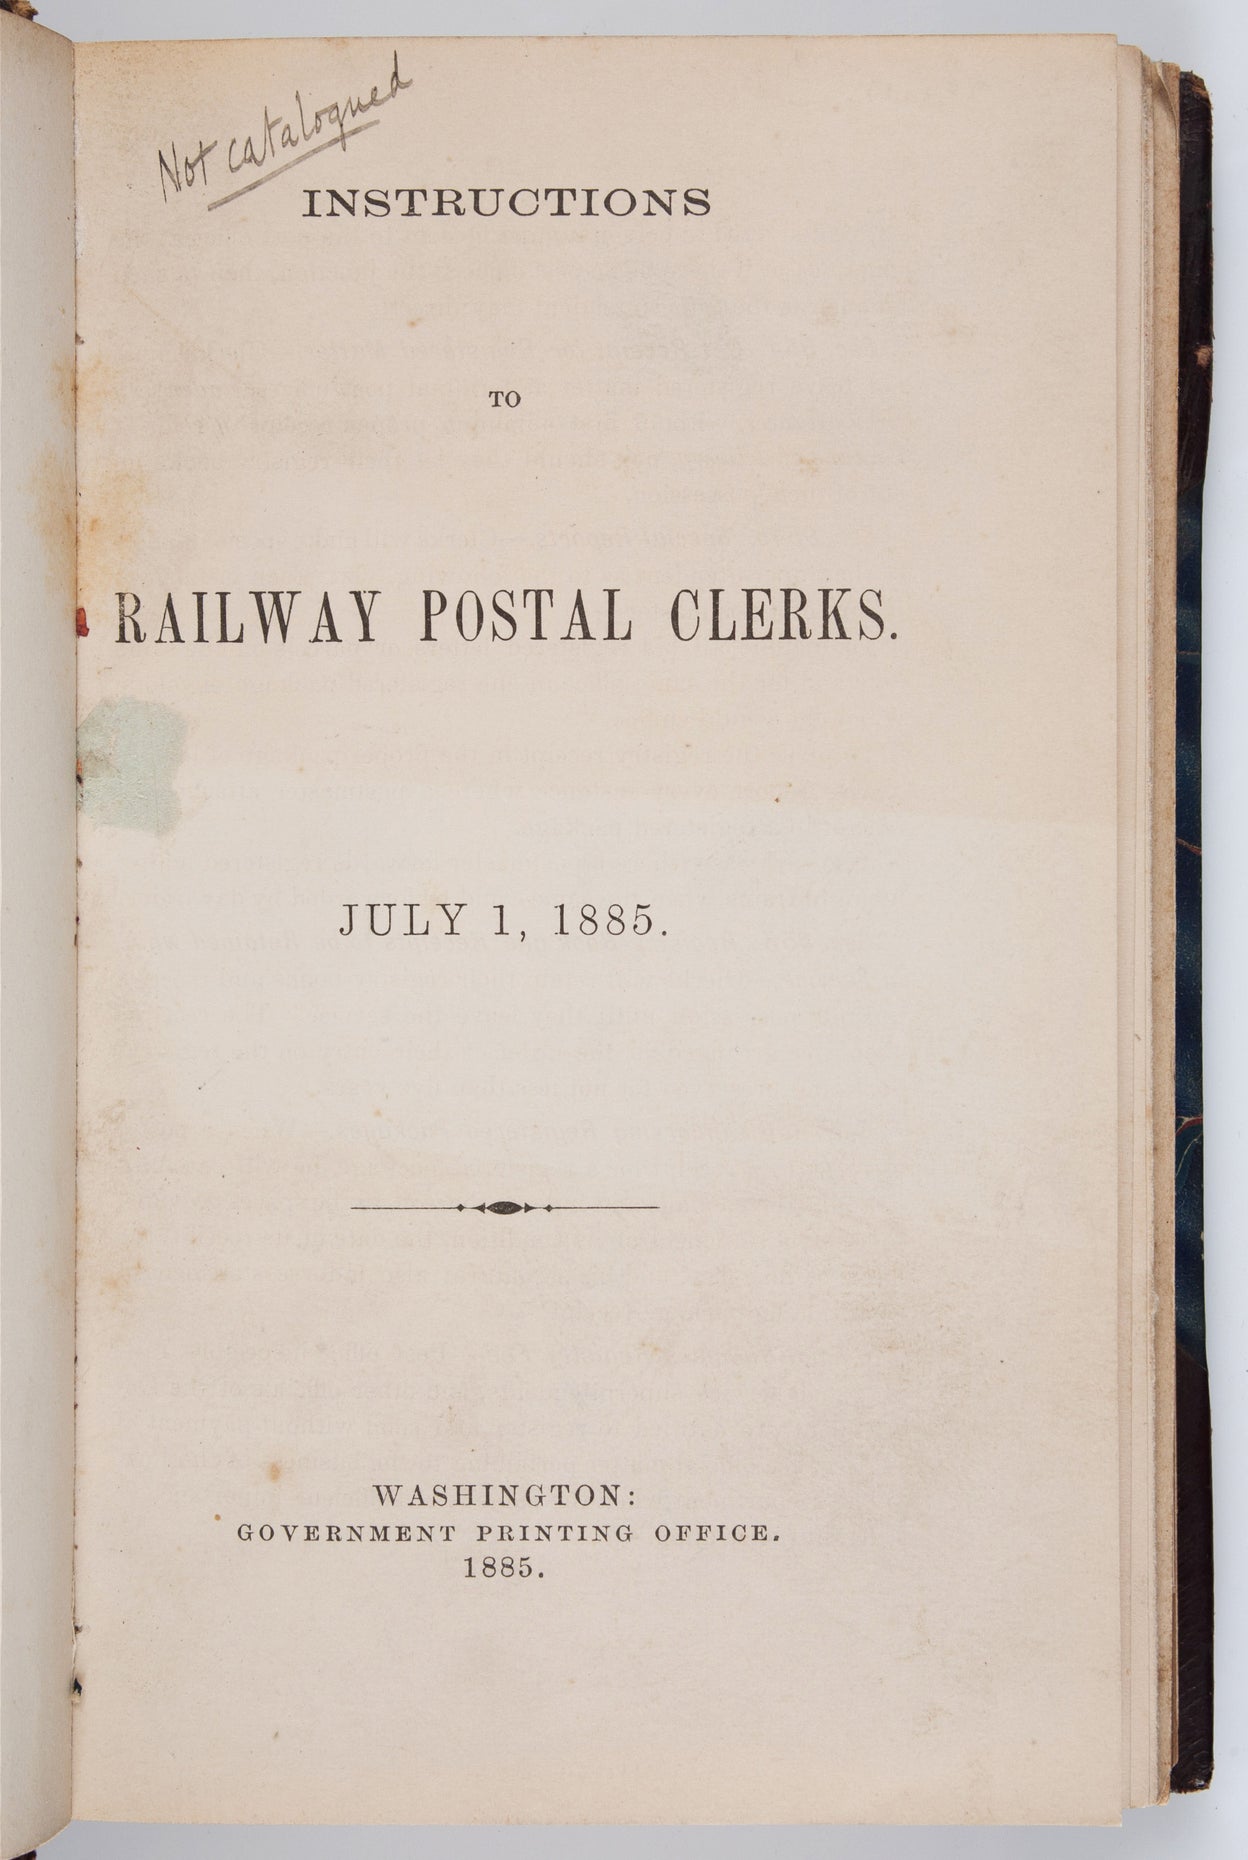 Not catalogued
INSTRUCTIONS
TO
RAILWAY POSTAL CLERKS.
JULY 1, 1885.
WASHINGTON:
GOVERNMENT PRINTING OFFICE.
1885.